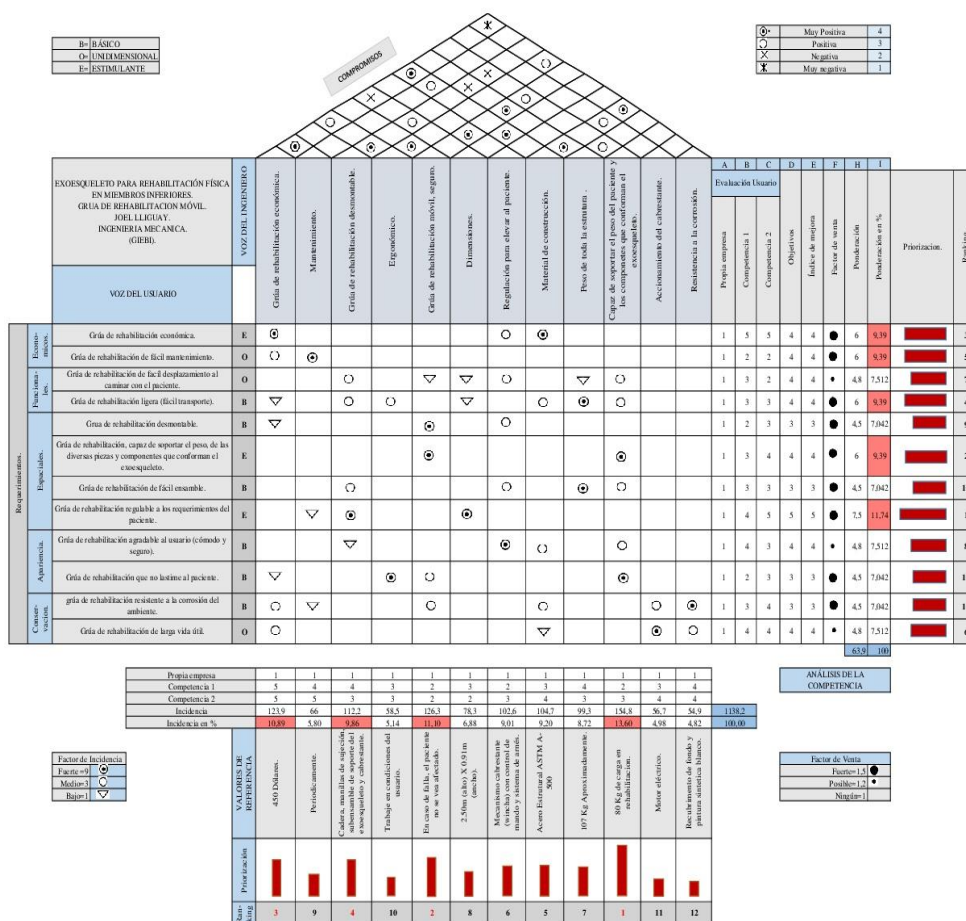 B= BÁSICO
O= UNIDIMENSIONAL
E= ESTIMULANTE
COMPROMISOS
Muy Positiva 4
Positiva 3
Negativa 2
Muy negativa 1
EXOESQUELETO PARA REHABILITACIÓN FÍSICA
EN MIEMBROS INFERIORES.
GRUA DE REHABILITACION MÓVIL.
JOEL LLIGUAY.
INGENIERIA MECANICA.
(GIEBI).
VOZ DEL USUARIO
VOZ DEL INGENIERO
Grúa de rehabilitación económica.
Mantenimiento.
Grúa de rehabilitación desmontable.
Ergonómico.
Grúa de rehabilitación móvil, seguro.
Dimensiones.
Regulación para elevar al paciente.
Material de construcción.
Peso de toda la estrutura .
Capaz de soportar el peso del paciente y
los componetes que conforman el
exoesqueleto.
Accionamiento del cabrestante.
Resistencia a la corrosión.
A B C D E F H I
Evaluación Usuario
Propia empresa
Competencia 1
Competencia 2
Objetivos
Indice de mejora
Factor de venta
Ponderación
Ponderación en %
Priorizacion.
Requerimientos.
Econo-
micos.
Grúa de rehabilitación económica. E 1 5 5 4 4 6 9,39
Grúa de rehabilitación de fácil mantenimiento. O 1 2 2 4 4 6 9,39
Funciona-
les.
Grúa de rehabilitación de facil desplazamiento al
caminar con el paciente. O 1 3 2 4 4 4,8 7,512
Grúa de rehabilitación ligera (fácil transporte). B 1 3 3 4 4 6 9,39
Espaciales.
Grua de rehabilitación desmontable. B 1 2 3 3 3 4,5 7,042
Grúa de rehabilitación, capaz de soportar el peso, de las
diversas piezas y componentes que conforman el
exoesqueleto. E 1 3 4 4 4 6 9,39
Grúa de rehabilitación de fácil ensamble. B 1 3 3 3 3 4,5 7,042
Grúa de rehabilitación regulable a los requerimientos del
paciente. E 1 4 5 5 5 7,5 11,74
Apariencia.
Grúa de rehabilitación agradable al usuario (cómodo y
seguro). B 1 4 3 4 4 4,8 7,512
Grúa de rehabilitación que no lastime al paciente. B 1 2 3 3 3 4,5 7,042
Conser-
vacion.
grúa de rehabilitación resistente a la corrosión del
ambiente. B 1 3 4 3 3 4,5 7,042
Grúa de rehabilitación de larga vida útil. O 1 4 4 4 4 4,8 7,512
63,9 100
Propia empresa 1 1 1 1 1 1 1 1 1 1 1 1
Competencia 1 5 4 4 3 2 3 2 3 4 2 3 4
Competencia 2 5 5 3 3 2 2 3 4 3 3 4 4
Incidencia 123,9 66 112,2 58,5 126,3 78,3 102,6 104,7 99,3 154,8 56,7 54,9 1138,2
Incidencia en % 10,89 5,80 9,86 5,14 11,10 6,88 9,01 9,20 8,72 13,60 4,98 4,82 100,00
ANÁLISIS DE LA
COMPETENCIA
Factor de Incidencia
Fuerte =9
Medio=3
Bajo=1
VALORES DE
REFERENCIA
450 Dólares.
Periodicamente.
Cadera, manillas de sujeción,
subensamble de soporte del
exoesqueleto y cabrestante.
Trabaje en condiciones del
usuario.
En caso de falla, el paciente
no se vea afectado.
2.50m (alto) X 0.91m
(ancho).
Mecanismo cabrestante
(wincha) con control de
mando y sistema de arnés.
Acero Estrutural ASTM A-
500
107 Kg Aproximadamente.
80 Kg de carga en
rehabilitacion.
Motor eléctrico.
Recubrimento de fondo y
pintura sintetica blanco.
Factor de Venta
Fuerte=1,5
Posible=1,2
Ningún=1
Priorización
Ran-
king
3 9 4 10 2 8 6 5 7 1 11 12